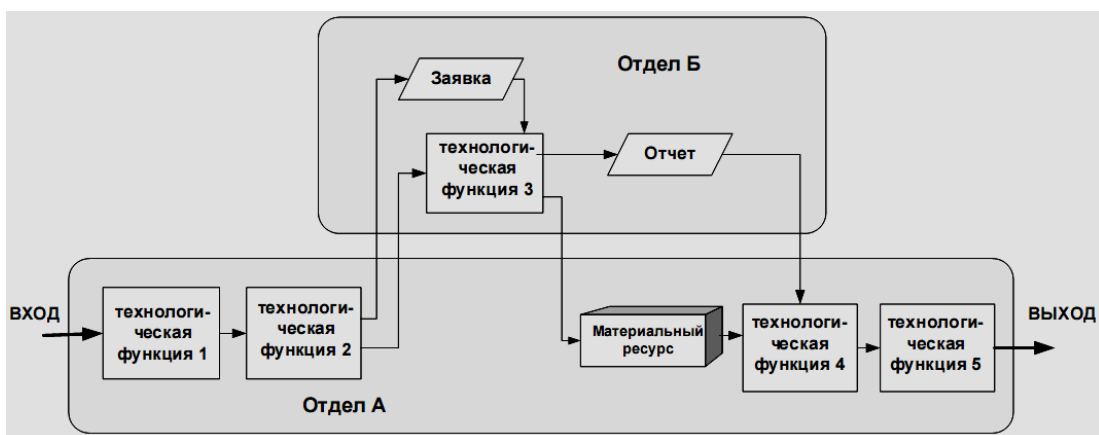 Отдел Б
Заявка
технологи-
ческая
функция 3
Отчет
ВХОД
технологи-
ческая
функция 1
технологи-
ческая
функция 2
Материальный
ресурс
технологи-
ческая
функция 4
технологи-
ческая
функция 5
ВЫХОД
Отдел А